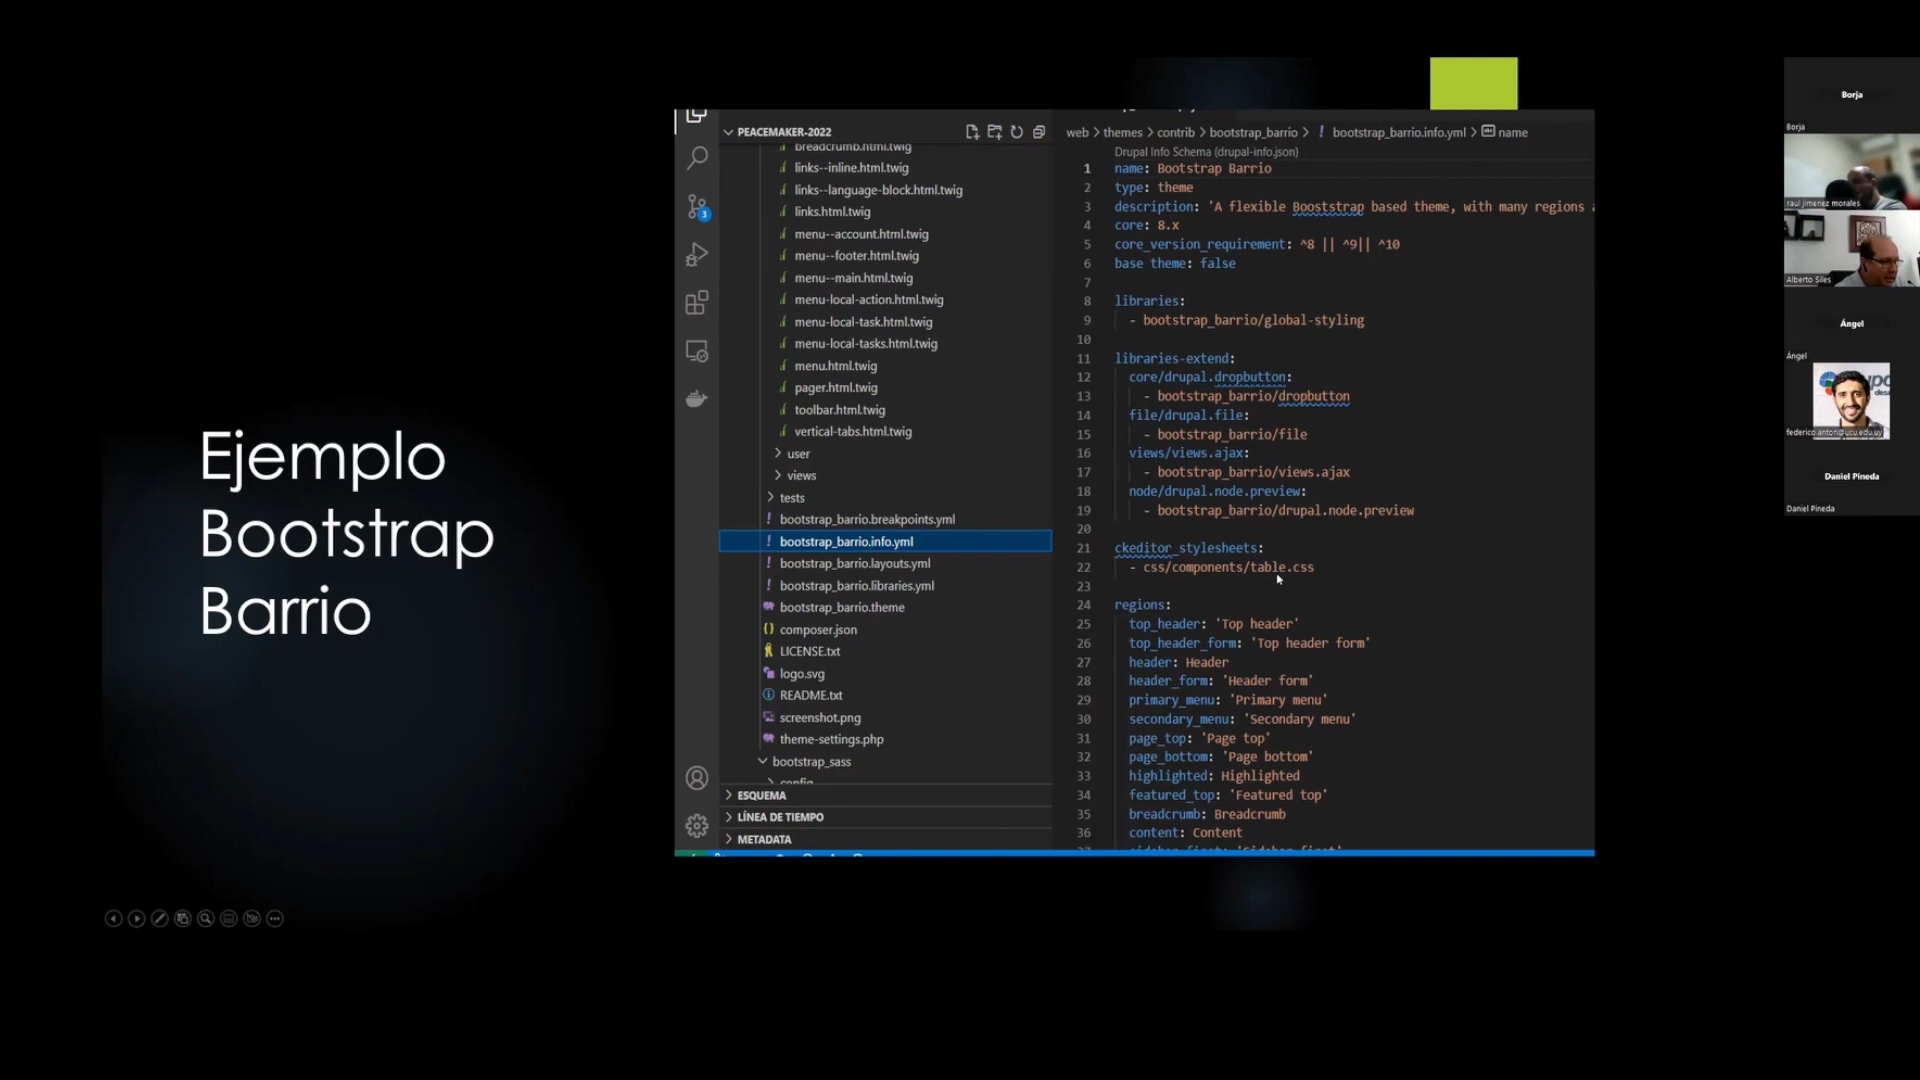 Ejemplo
Bootstrap
Barrio
PEACEMAKER-2022
breadcrumb.html.twig
links--inline.html.twig
links--language-block.html.twig
links.html.twig
menu--account.html.twig
menu--footer.html.twig
menu--main.html.twig
menu-local-action.html.twig
menu-local-task.html.twig
menu-local-tasks.html.twig
menu.html.twig
pager.html.twig
toolbar.html.twig
vertical-tabs.html.twig
user
views
tests
bootstrap_barrio.breakpoints.yml
bootstrap_barrio.info.yml
bootstrap_barrio.layouts.yml
bootstrap_barrio.libraries.yml
bootstrap_barrio.theme
composer.json
LICENSE.txt
logo.svg
README.txt
screenshot.png
theme-settings.php
bootstrap_sass
config
ESQUEMA
LÍNEA DE TIEMPO
METADATA
3
web > themes > contrib > bootstrap_barrio > ! bootstrap_barrio.info.yml > name
Drupal Info Schema (drupal-info.json)
1 name: Bootstrap Barrio
2 type: theme
3 description: 'A flexible Booststrap based theme, with many regions a
4 core: 8.x
5 core_version_requirement: ^8 || ^9|| ^10
6 base theme: false
7
8 libraries:
9 - bootstrap_barrio/global-styling
10
11 libraries-extend:
12 core/drupal.dropbutton:
13 - bootstrap_barrio/dropbutton
14 file/drupal.file:
15 - bootstrap_barrio/file
16 views/views.ajax:
17 - bootstrap_barrio/views.ajax
18 node/drupal.node.preview:
19 - bootstrap_barrio/drupal.node.preview
20
21 ckeditor_stylesheets:
22 - css/components/table.css
23
24 regions:
25 top_header: 'Top header'
26 top_header_form: 'Top header form'
27 header: Header
28 header_form: 'Header form'
29 primary_menu: 'Primary menu'
30 secondary_menu: 'Secondary menu'
31 page_top: 'Page top'
32 page_bottom: 'Page bottom'
33 highlighted: Highlighted
34 featured_top: 'Featured top'
35 breadcrumb: Breadcrumb
36 content: Content
37 sidebar_first: 'Sidebar first'
Borja
Borja
raul jimenez morales
Alberto Siles
Ángel
Ángel
federico.anton@ucu.edu.uy
Daniel Pineda
Daniel Pineda